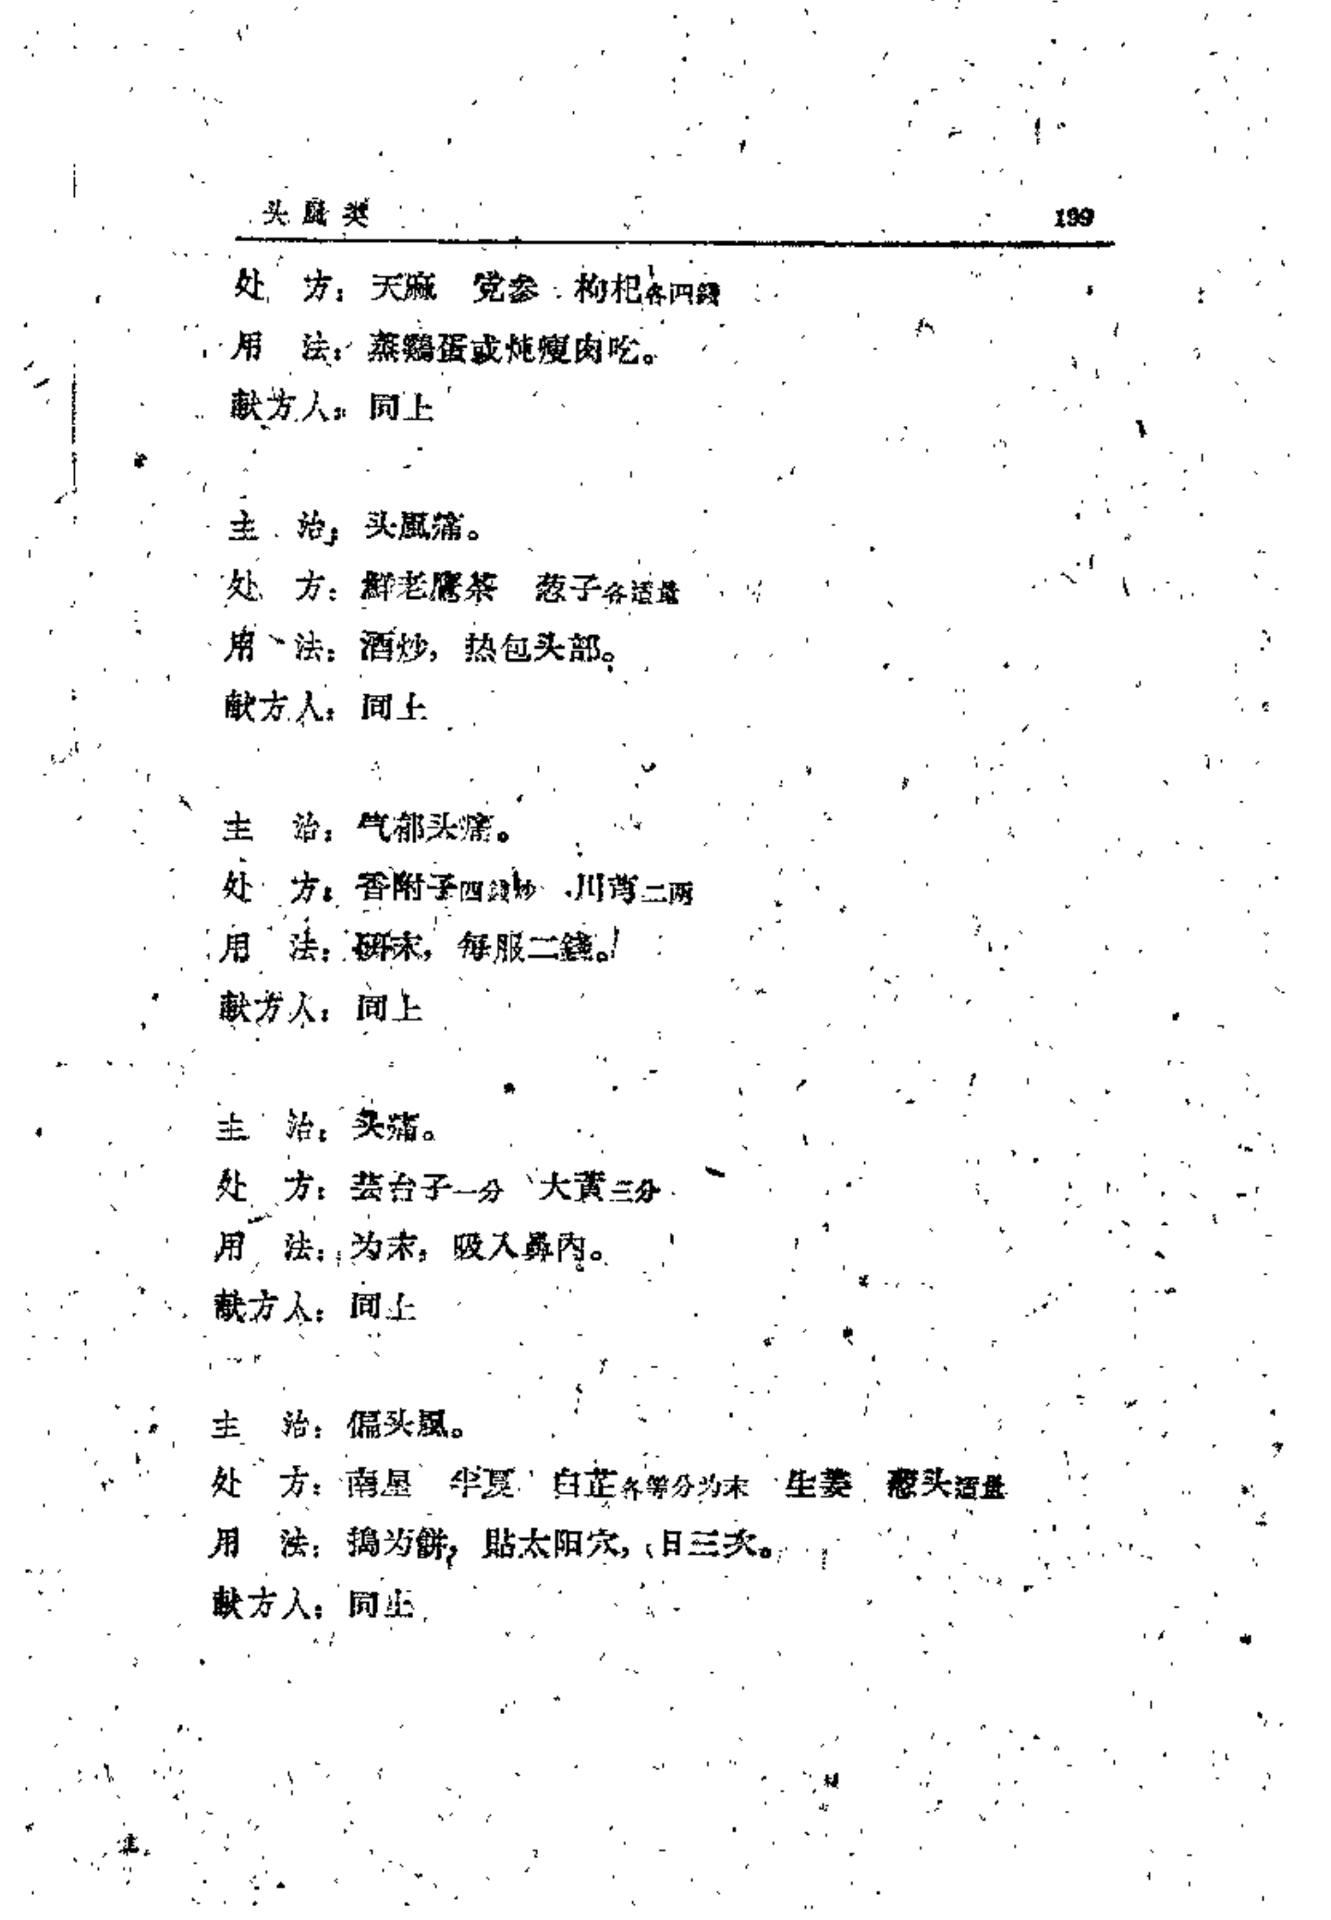 头風类 199
处 方：天麻 党参 枸杞各四錢
用 法：蒸鷄蛋或炖瘦肉吃。
献方人：同上
主 治：头風痛。
处 方：鮮老鷹茶 葱子各适量
用 法：酒炒，热包头部。
献方人：同上
主 治：气郁头痛。
处 方：香附子四錢炒 川芎二两
用 法：研末，每服二錢。
献方人：同上
主 治：头痛。
处 方：芸台子一分 大黄三分
用 法：为末，吸入鼻内。
献方人：同上
主 治：偏头風。
处 方：南星 半夏 白芷各等分为末 生姜 葱头适量
用 法：搗为餅，貼太阳穴，日三次。
献方人：同上